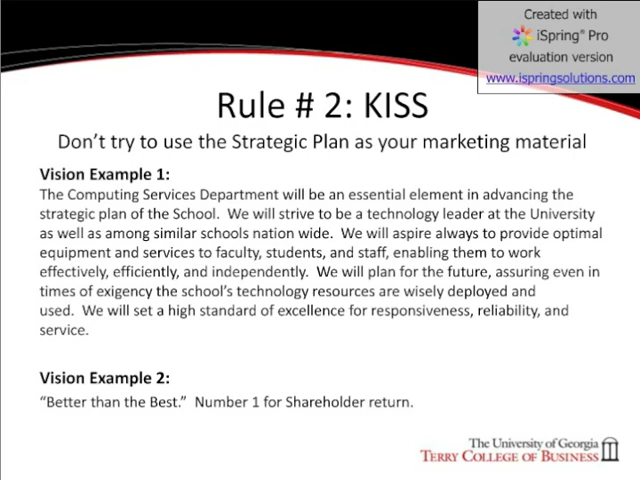 Created with
iSpring® Pro
evaluation version
www.ispringsolutions.com
Rule # 2: KISS
Don't try to use the Strategic Plan as your marketing material
Vision Example 1:
The Computing Services Department will be an essential element in advancing the
strategic plan of the School.  We will strive to be a technology leader at the University
as well as among similar schools nation wide.  We will aspire always to provide optimal
equipment and services to faculty, students, and staff, enabling them to work
effectively, efficiently, and independently.  We will plan for the future, assuring even in
times of exigency the school's technology resources are wisely deployed and
used.  We will set a high standard of excellence for responsiveness, reliability, and
service.
Vision Example 2:
“Better than the Best.”  Number 1 for Shareholder return.
The University of Georgia
TERRY COLLEGE OF BUSINESS